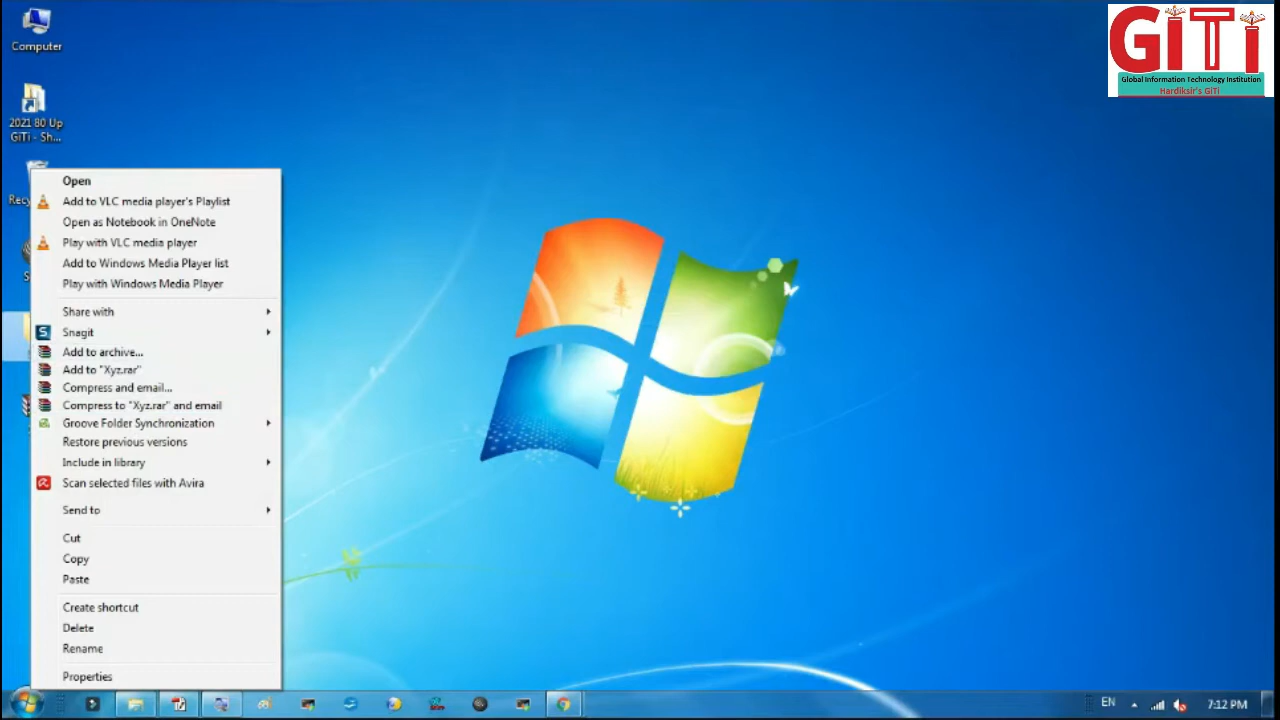 Computer
2021 80 Up
GiTi - Sh...
Open
Add to VLC media player's Playlist
Open as Notebook in OneNote
Play with VLC media player
Add to Windows Media Player list
Play with Windows Media Player
Share with
Snagit
Add to archive...
Add to "Xyz.rar"
Compress and email...
Compress to "Xyz.rar" and email
Groove Folder Synchronization
Restore previous versions
Include in library
Scan selected files with Avira
Send to
Cut
Copy
Paste
Create shortcut
Delete
Rename
Properties
GiTi
Global Information Technology Institution
Hardiksir's GiTi
EN
7:12 PM